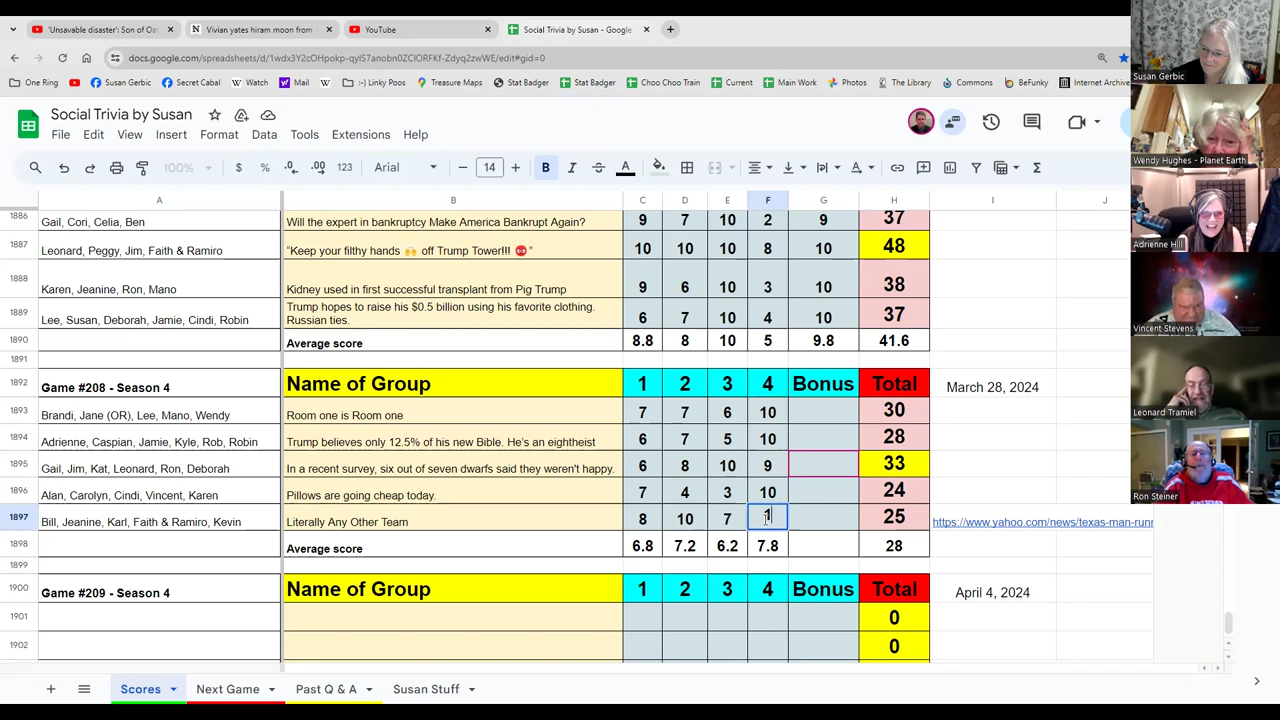 'Unsavable disaster': Son of Oa
Vivian yates hiram moon from
YouTube
Social Trivia by Susan - Google
docs.google.com/spreadsheets/d/1wdx3Y2cOHpokp-qyIS7anobn0ZCIORFKf-Zdyq2zwWE/edit#gid=0
One Ring
Susan Gerbic
Secret Cabal
Watch
Mail
:-) Linky Poos
Pageview Maps
Stat Badger
Stat Badger
Choo Choo Train
Current
Main Work
Photos
The Library
Commons
BeFunky
Internet Archive
Social Trivia by Susan
File Edit View Insert Format Data Tools Extensions Help
100% $ % .0 .00 123 Arial 14 B I S A
A B C D E F G H I J
1886 Gail, Cori, Celia, Ben Will the expert in bankruptcy Make America Bankrupt Again? 9 7 10 2 9 37
1887 Leonard, Peggy, Jim, Faith & Ramiro “Keep your filthy hands 🙌 off Trump Tower!!! 😡” 10 10 10 8 10 48
1888 Karen, Jeanine, Ron, Mano Kidney used in first successful transplant from Pig Trump 9 6 10 3 10 38
1889 Lee, Susan, Deborah, Jamie, Cindi, Robin Trump hopes to raise his $0.5 billion using his favorite clothing. Russian ties. 6 7 10 4 10 37
1890 Average score 8.8 8 10 5 9.8 41.6
1891
1892 Game #208 - Season 4 Name of Group 1 2 3 4 Bonus Total March 28, 2024
1893 Brandi, Jane (OR), Lee, Mano, Wendy Room one is Room one 7 7 6 10 30
1894 Adrienne, Caspian, Jamie, Kyle, Rob, Robin Trump believes only 12.5% of his new Bible. He's an eightheist 6 7 5 10 28
1895 Gail, Jim, Kat, Leonard, Ron, Deborah In a recent survey, six out of seven dwarfs said they weren't happy. 6 8 10 9 33
1896 Alan, Carolyn, Cindi, Vincent, Karen Pillows are going cheap today. 7 4 3 10 24
1897 Bill, Jeanine, Karl, Faith & Ramiro, Kevin Literally Any Other Team 8 10 7 1 25 https://www.yahoo.com/news/texas-man-runr
1898 Average score 6.8 7.2 6.2 7.8 28
1899
1900 Game #209 - Season 4 Name of Group 1 2 3 4 Bonus Total April 4, 2024
1901 0
1902 0
Scores Next Game Past Q & A Susan Stuff
Susan Gerbic
Wendy Hughes - Planet Earth
Adrienne Hill
Vincent Stevens
Leonard Tramiel
Ron Steiner